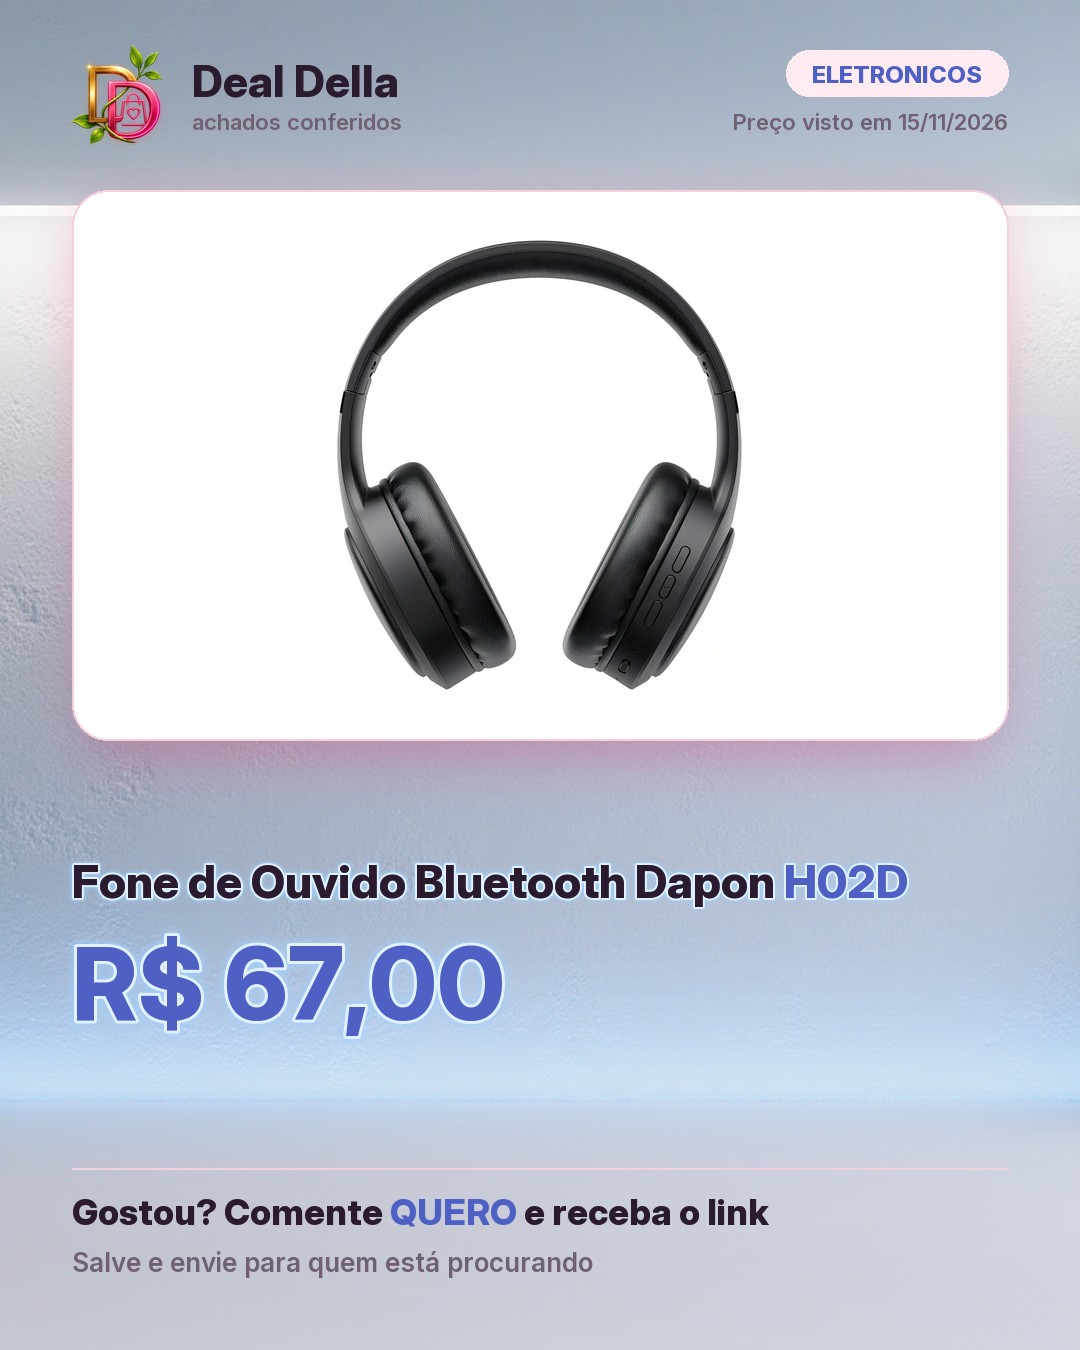 Deal Della
achados conferidos
ELETRONICOS
Preço visto em 15/11/2026
Fone de Ouvido Bluetooth Dapon H02D
R$ 67,00
Gostou? Comente QUERO e receba o link
Salve e envie para quem está procurando